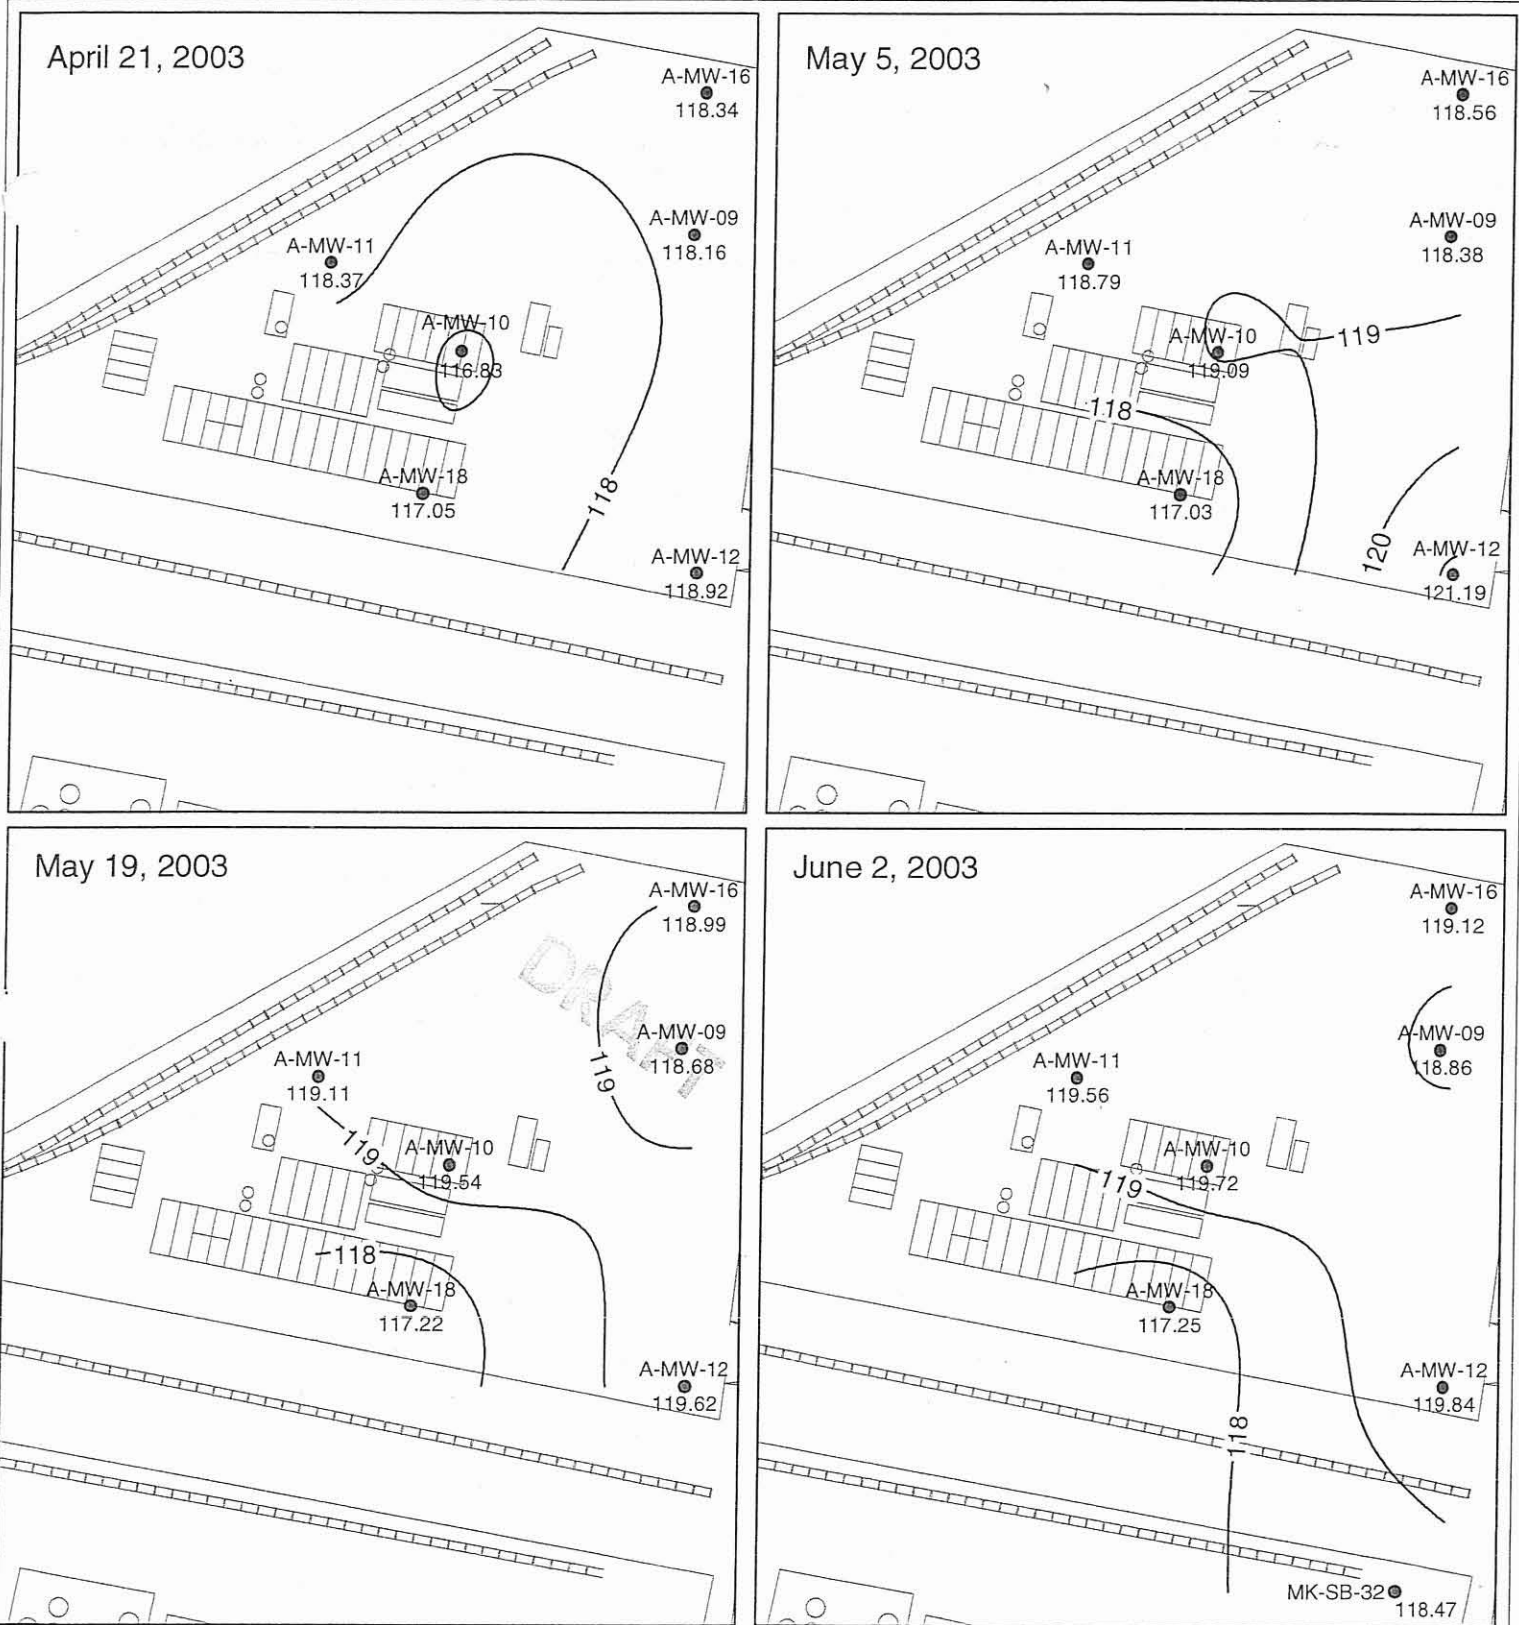 April 21, 2003
A-MW-16
118.34
A-MW-09
118.16
A-MW-11
118.37
A-MW-10
116.83
A-MW-18
117.05
118
A-MW-12
118.92
May 5, 2003
A-MW-16
118.56
A-MW-09
118.38
A-MW-11
118.79
A-MW-10
119.09
119
118
A-MW-18
117.03
120
A-MW-12
121.19
May 19, 2003
A-MW-16
118.99
DRAFT
A-MW-09
118.68
A-MW-11
119.11
119
119
A-MW-10
119.54
118
A-MW-18
117.22
A-MW-12
119.62
June 2, 2003
A-MW-16
119.12
A-MW-09
118.86
A-MW-11
119.56
A-MW-10
119.72
119
A-MW-18
117.25
A-MW-12
119.84
118
MK-SB-32
118.47